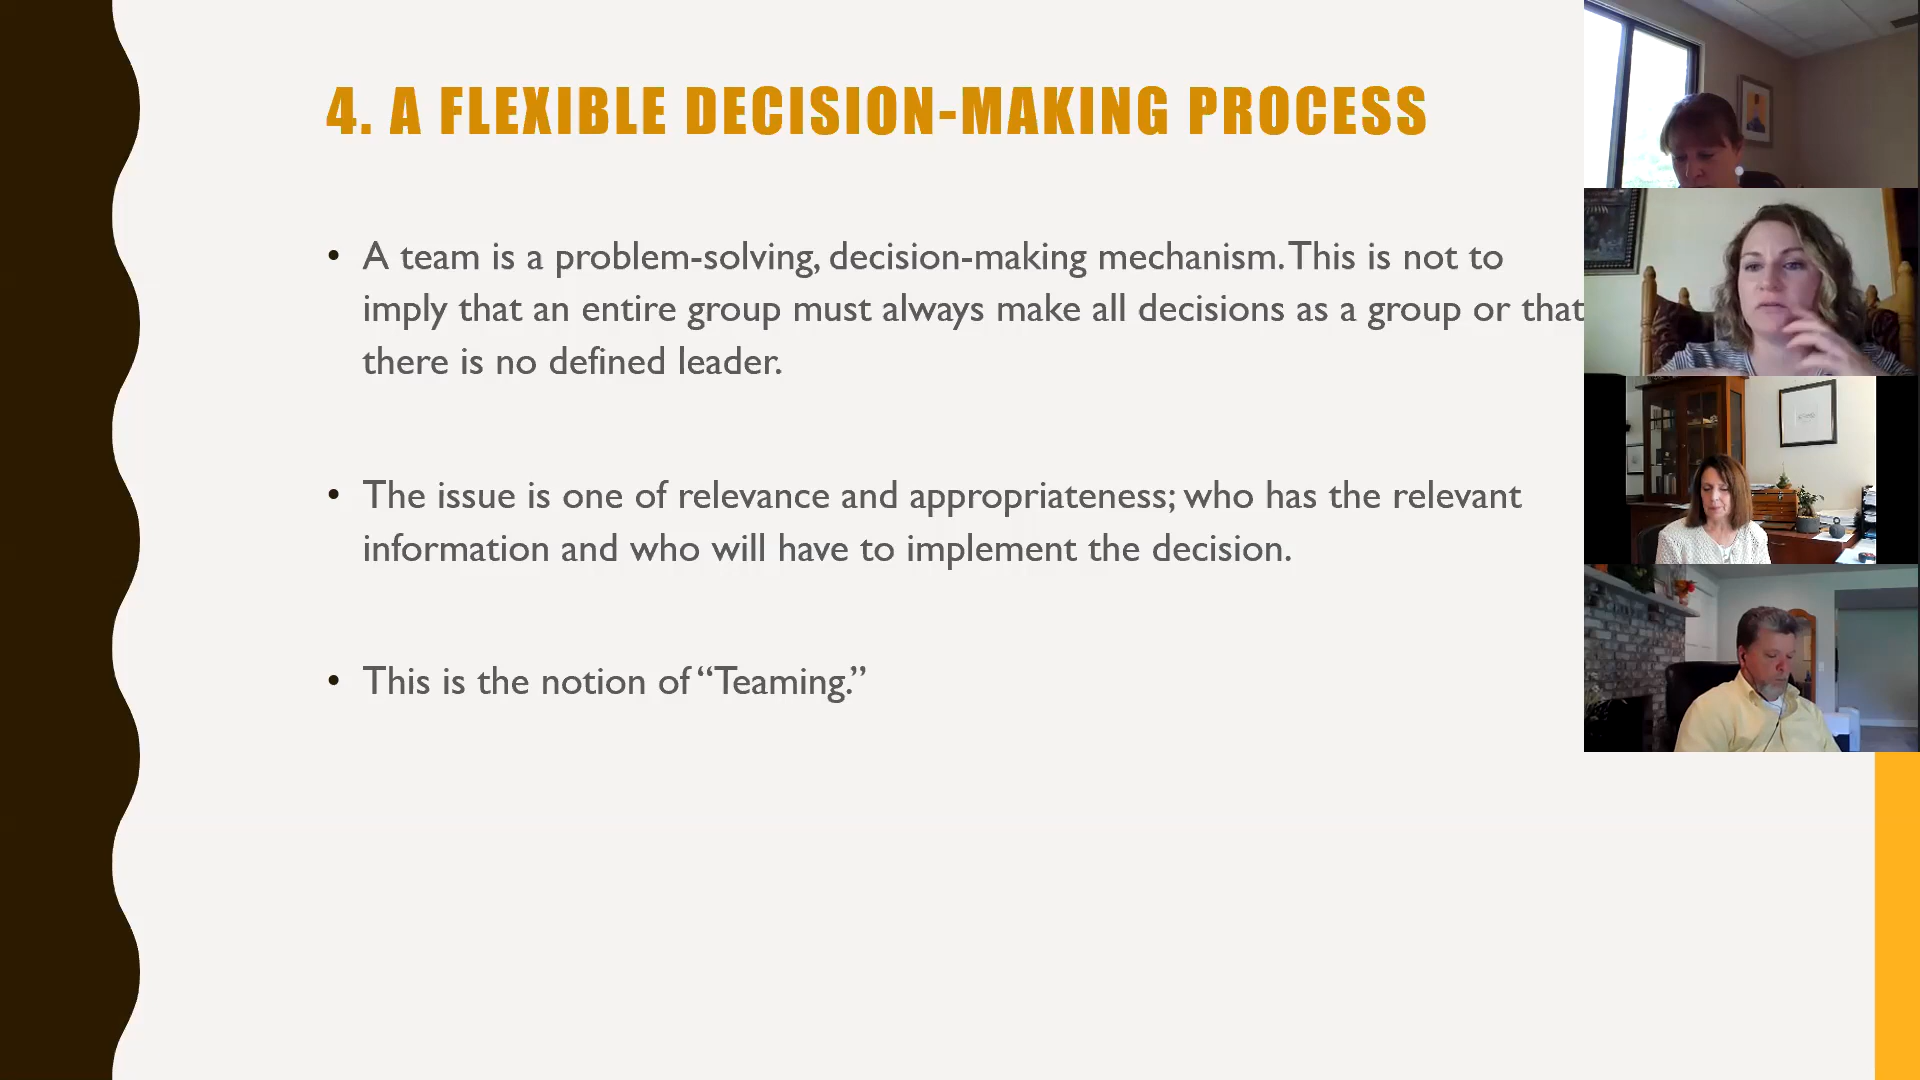 4. A FLEXIBLE DECISION-MAKING PROCESS
• A team is a problem-solving, decision-making mechanism. This is not to
imply that an entire group must always make all decisions as a group or that
there is no defined leader.
• The issue is one of relevance and appropriateness; who has the relevant
information and who will have to implement the decision.
• This is the notion of “Teaming.”